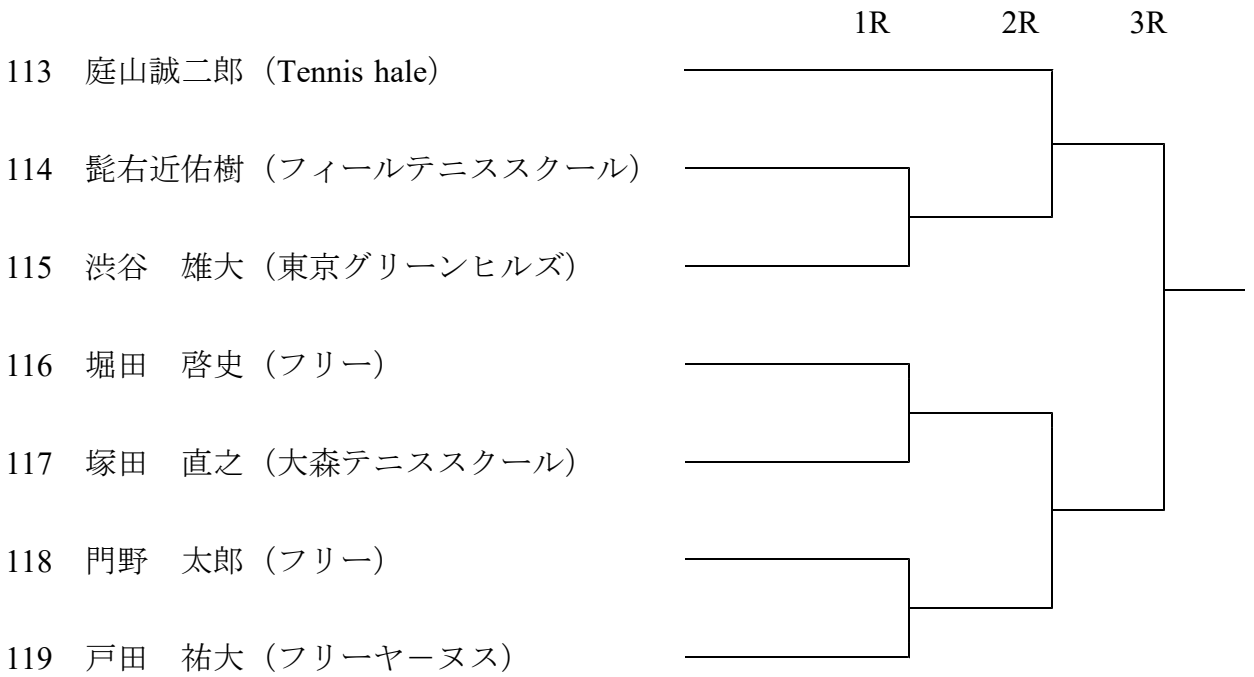 1R 2R 3R
113 庭山誠二郎（Tennis hale）
114 髭右近佑樹（フィールテニススクール）
115 渋谷　雄大（東京グリーンヒルズ）
116 堀田　啓史（フリー）
117 塚田　直之（大森テニススクール）
118 門野　太郎（フリー）
119 戸田　祐大（フリーヤ－ヌス）